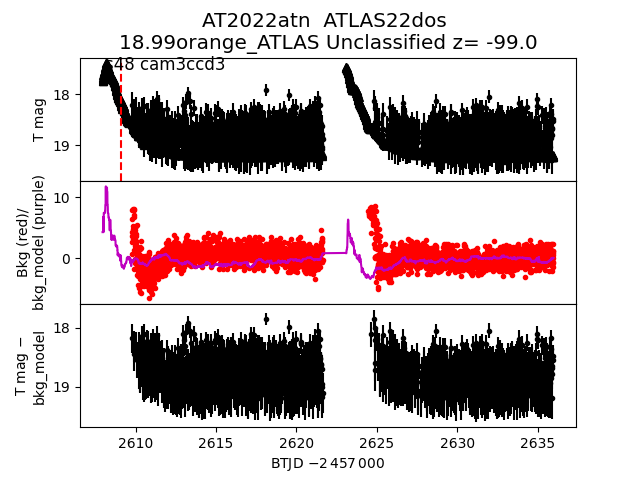 AT2022atn ATLAS22dos
18.99orange_ATLAS Unclassified z= -99.0
s48 cam3ccd3
T mag
18
19
Bkg (red)/
bkg_model (purple)
10
0
T mag −
bkg_model
18
19
2610 2615 2620 2625 2630 2635
BTJD −2 457 000